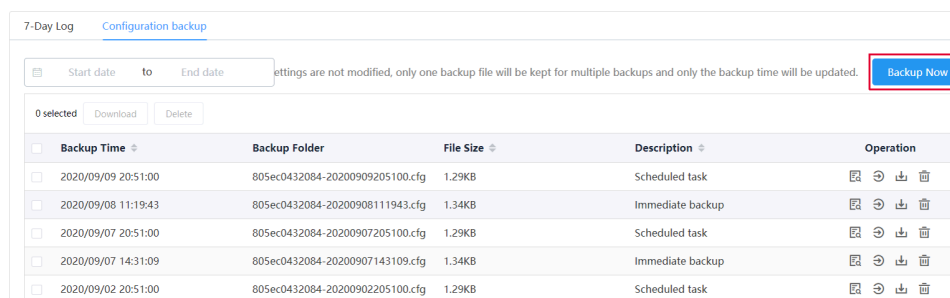 7-Day Log Configuration backup
Start date to End date ettings are not modified, only one backup file will be kept for multiple backups and only the backup time will be updated. Backup Now
0 selected Download Delete
Backup Time Backup Folder File Size Description Operation
2020/09/09 20:51:00 805ec0432084-20200909205100.cfg 1.29KB Scheduled task
2020/09/08 11:19:43 805ec0432084-20200908111943.cfg 1.34KB Immediate backup
2020/09/07 20:51:00 805ec0432084-20200907205100.cfg 1.29KB Scheduled task
2020/09/07 14:31:09 805ec0432084-20200907143109.cfg 1.34KB Immediate backup
2020/09/02 20:51:00 805ec0432084-20200902205100.cfg 1.29KB Scheduled task